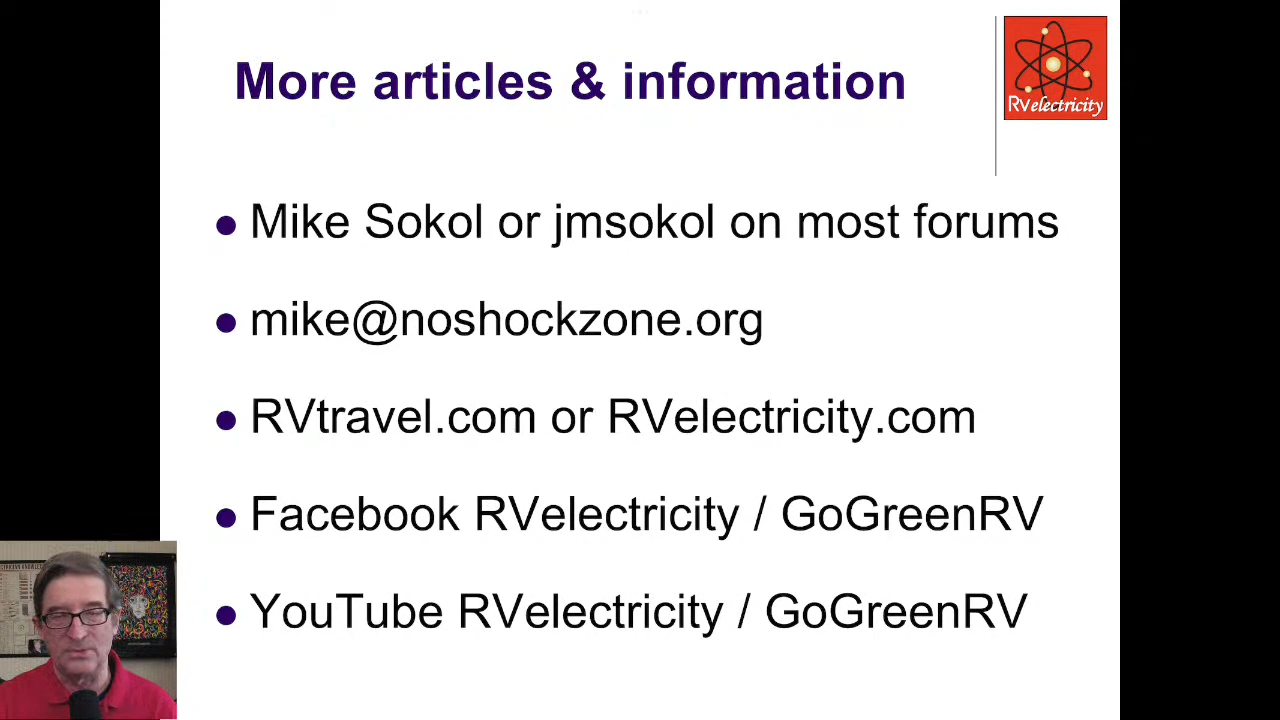 More articles & information
RVelectricity
Mike Sokol or jmsokol on most forums
mike@noshockzone.org
RVtravel.com or RVelectricity.com
Facebook RVelectricity / GoGreenRV
YouTube RVelectricity / GoGreenRV